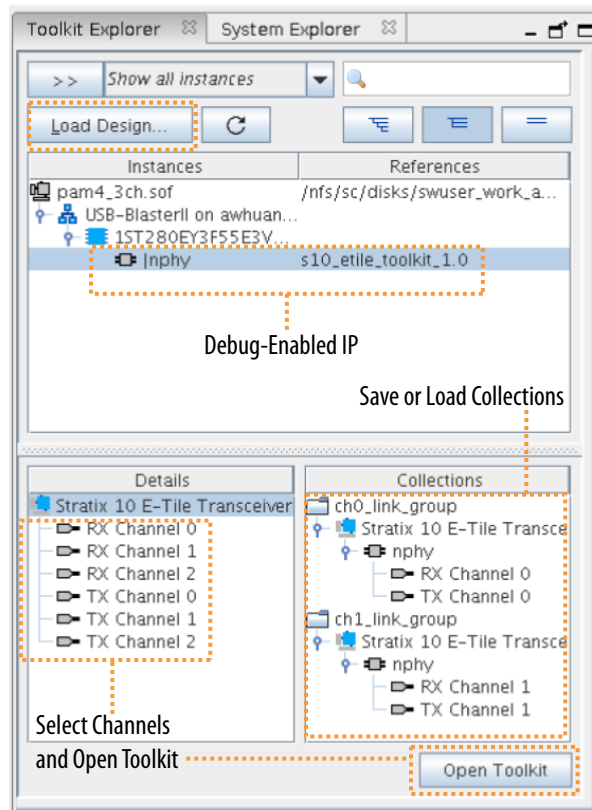 Toolkit Explorer
System Explorer
>>
Show all instances
Load Design...
Instances
References
pam4_3ch.sof
/nfs/sc/disks/swuser_work_a...
USB-BlasterII on awhuan...
1ST280EY3F55E3V...
|nphy
s10_etile_toolkit_1.0
Debug-Enabled IP
Save or Load Collections
Details
Stratix 10 E-Tile Transceiver
RX Channel 0
RX Channel 1
RX Channel 2
TX Channel 0
TX Channel 1
TX Channel 2
Select Channels
and Open Toolkit
Collections
ch0_link_group
Stratix 10 E-Tile Transce
nphy
RX Channel 0
TX Channel 0
ch1_link_group
Stratix 10 E-Tile Transce
nphy
RX Channel 1
TX Channel 1
Open Toolkit